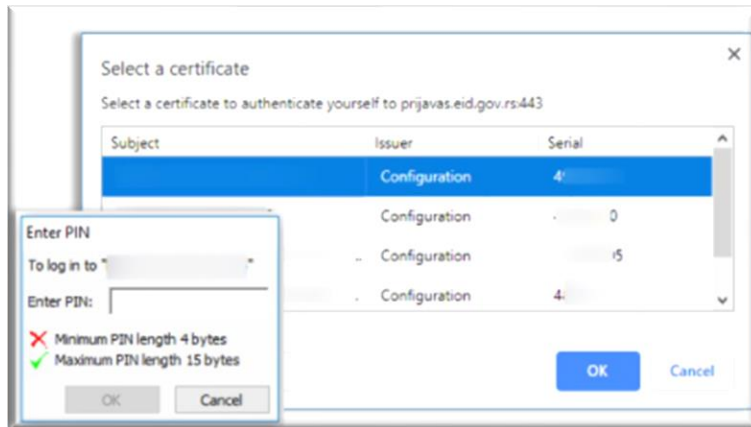 Select a certificate
Select a certificate to authenticate yourself to prijavas.eid.gov.rs:443
Subject Issuer Serial
Configuration
Configuration
Configuration
Configuration
OK Cancel
Enter PIN
To log in to " "
Enter PIN:
Minimum PIN length 4 bytes
Maximum PIN length 15 bytes
OK Cancel